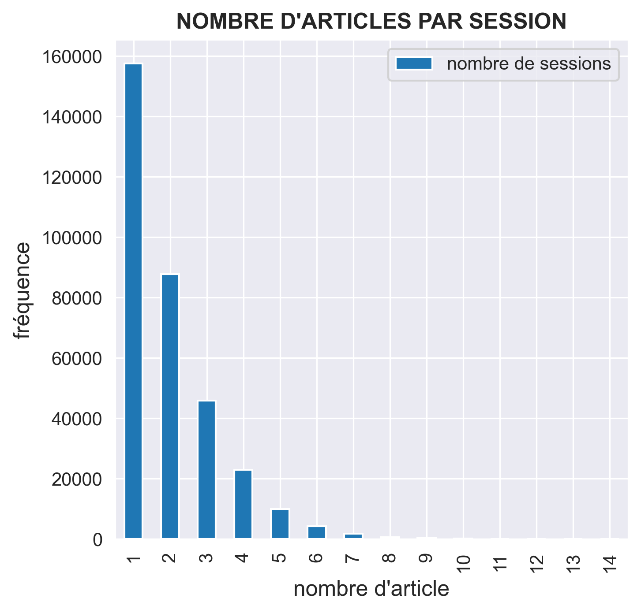 NOMBRE D'ARTICLES PAR SESSION
nombre de sessions
160000
140000
120000
100000
80000
60000
40000
20000
0
fréquence
1 2 3 4 5 6 7 8 9 10 11 12 13 14
nombre d'article